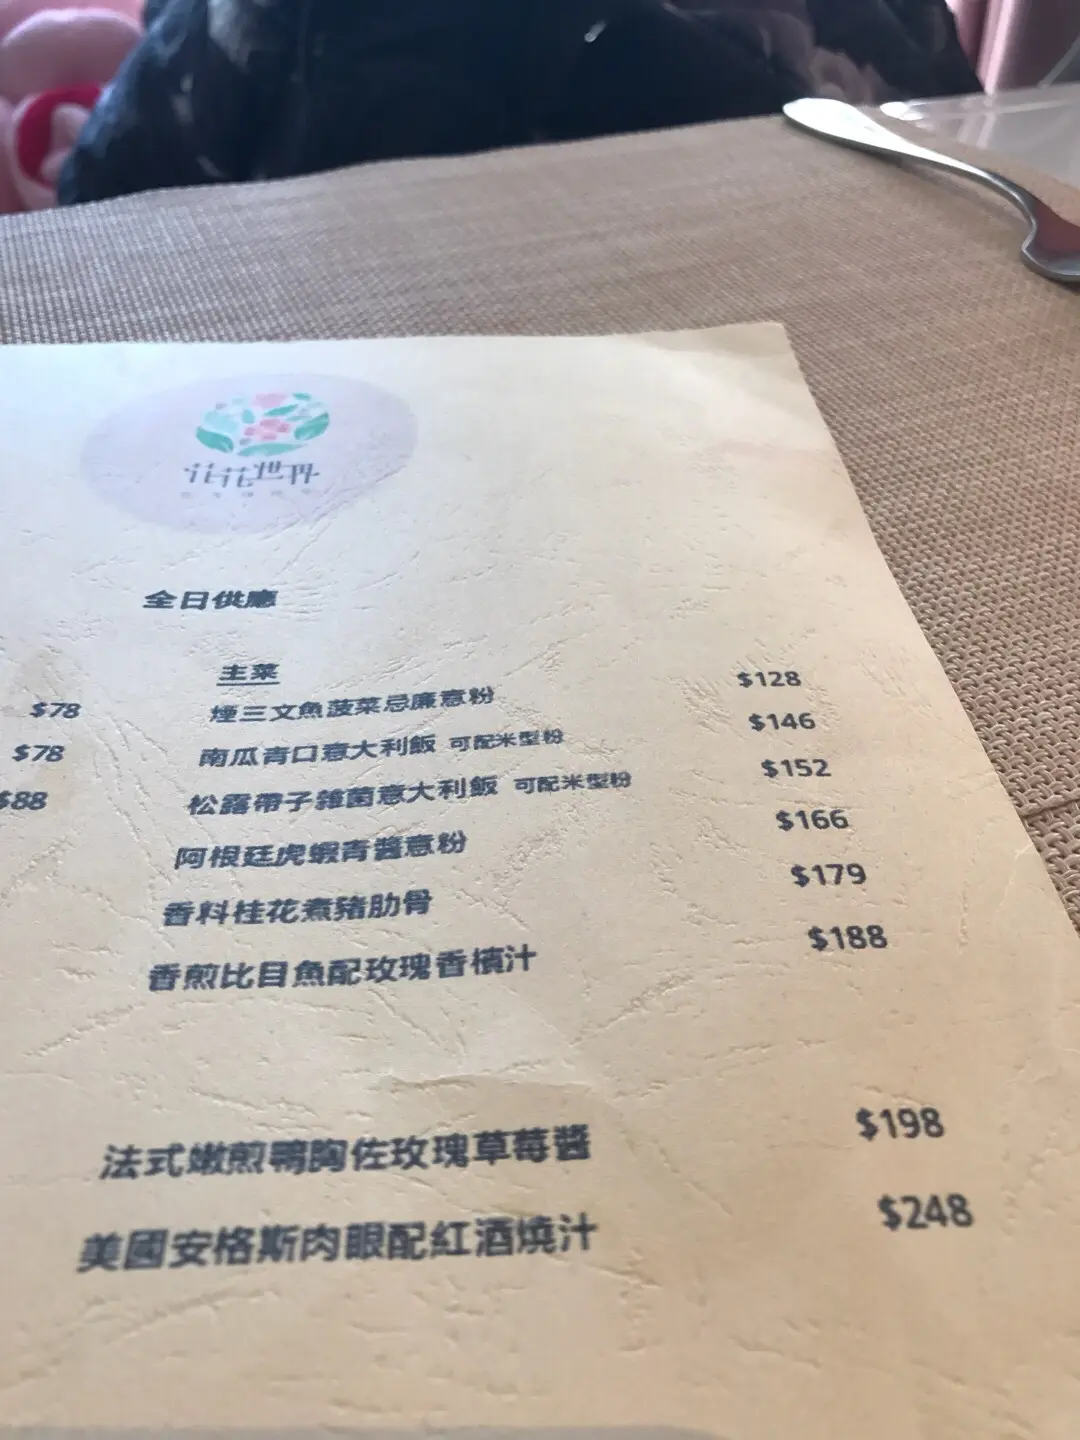 花花世界
全日供應
主菜
$78 煙三文魚菠菜忌廉意粉 $128
$78 南瓜青口意大利飯 可配米型粉 $146
$88 松露帶子雜菌意大利飯 可配米型粉 $152
阿根廷虎蝦青醬意粉 $166
香料桂花煮豬肋骨 $179
香煎比目魚配玫瑰香檳汁 $188
法式嫩煎鴨胸佐玫瑰草莓醬 $198
美國安格斯肉眼配紅酒燒汁 $248